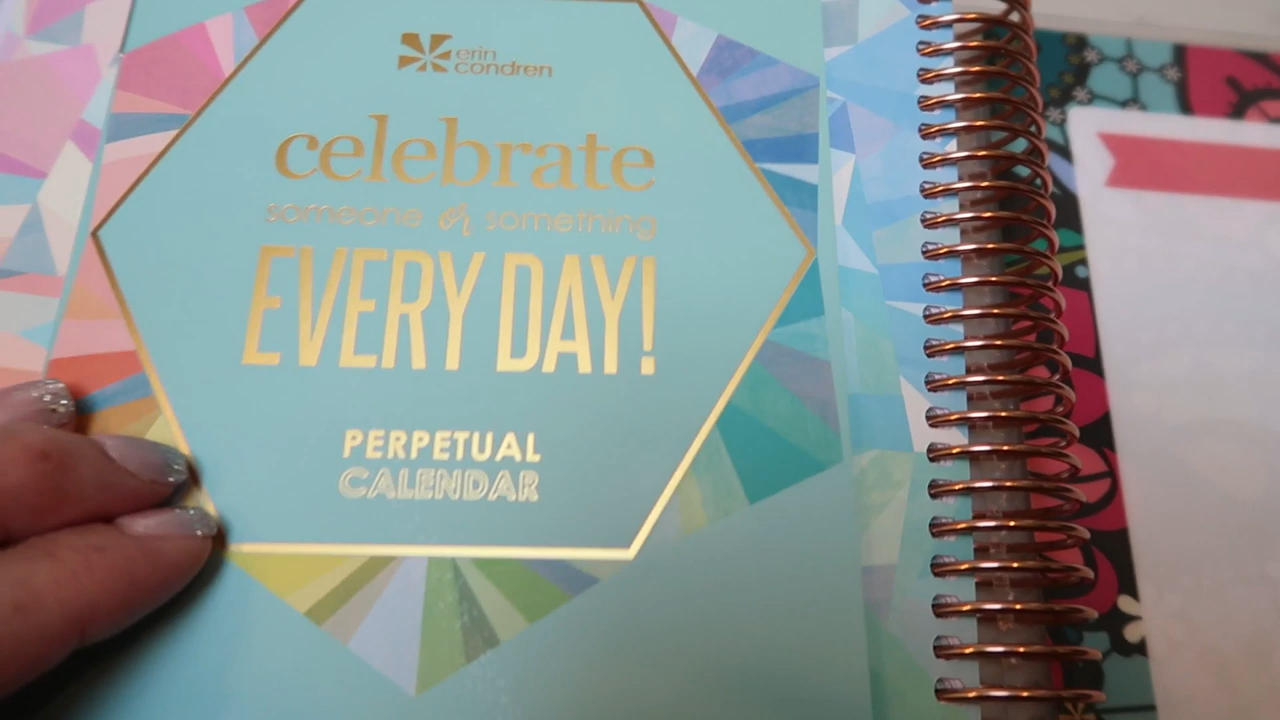 erin
condren
celebrate
someone or something
EVERY DAY!
PERPETUAL
CALENDAR